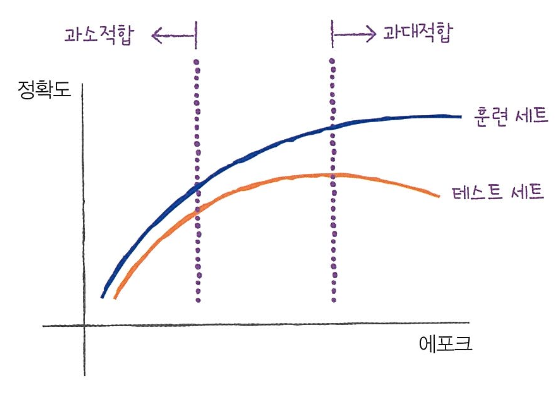 과소적합
과대적합
정확도
훈련 세트
테스트 세트
에포크